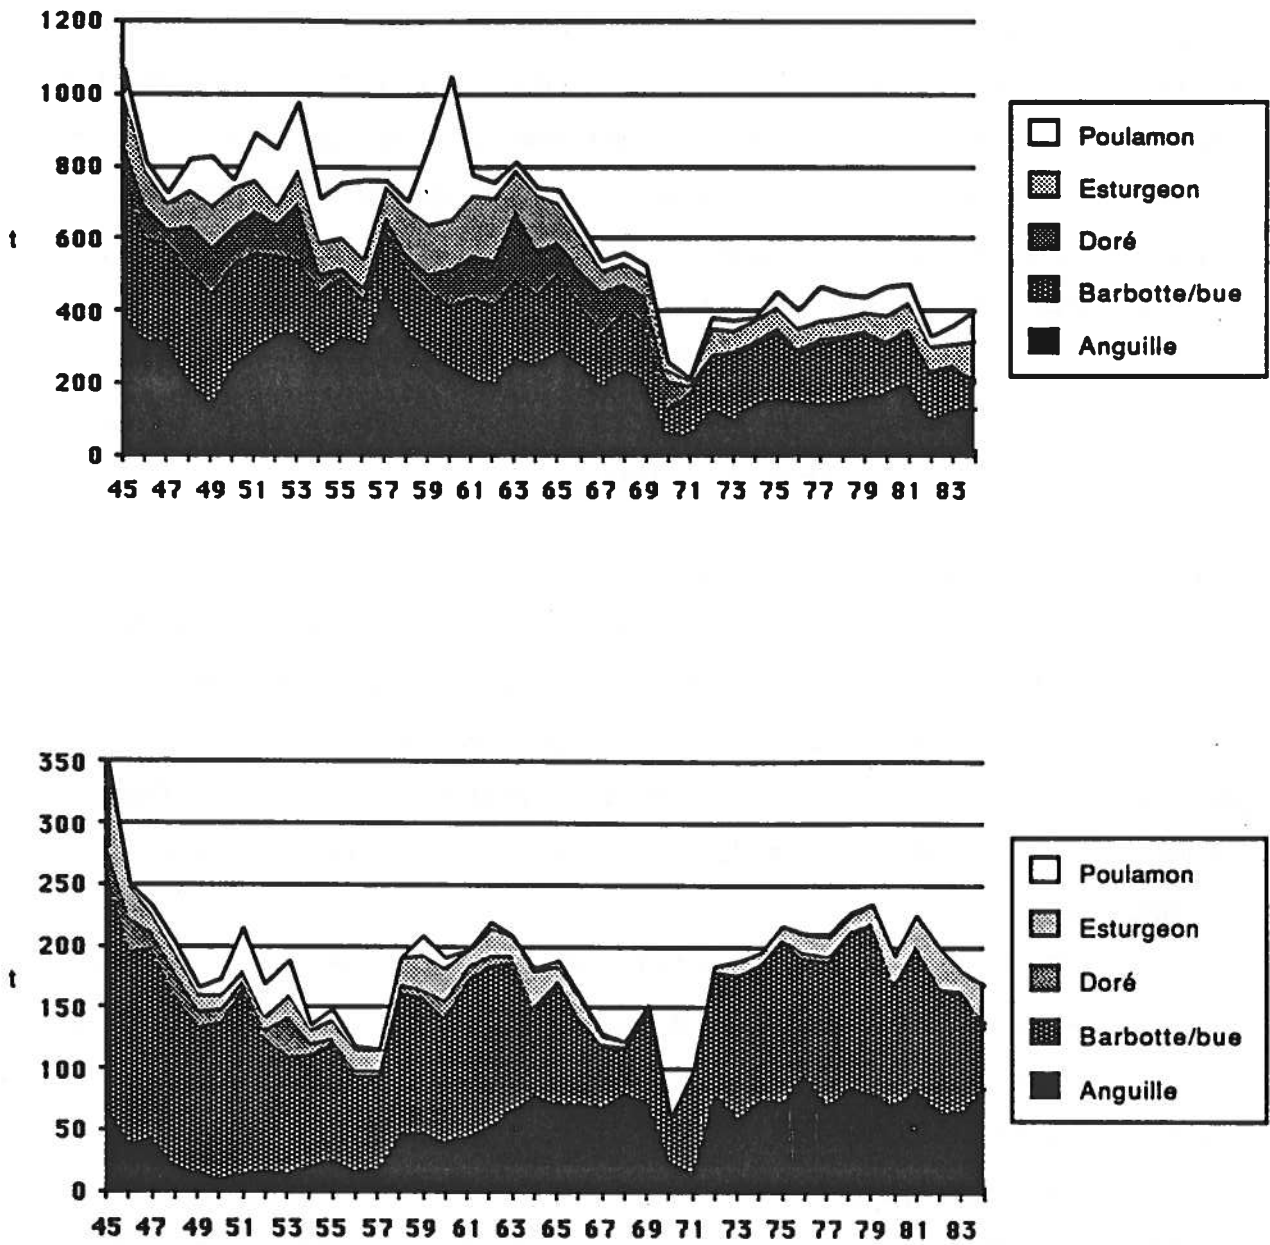 1200
1000
800
600
400
200
0
t
45 47 49 51 53 55 57 59 61 63 65 67 69 71 73 75 77 79 81 83
Poulamon
Esturgeon
Doré
Barbotte/bue
Anguille
350
300
250
200
150
100
50
0
t
45 47 49 51 53 55 57 59 61 63 65 67 69 71 73 75 77 79 81 83
Poulamon
Esturgeon
Doré
Barbotte/bue
Anguille